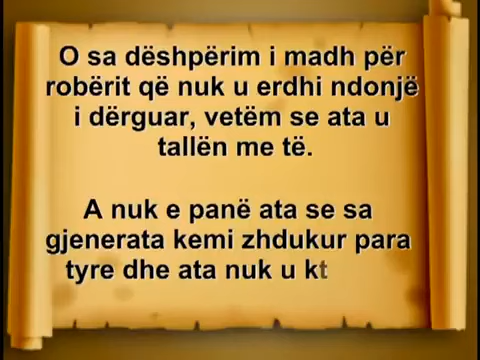 O sa dëshpërim i madh për
robërit që nuk u erdhi ndonjë
i dërguar, vetëm se ata u
tallën me të.
A nuk e panë ata se sa
gjenerata kemi zhdukur para
tyre dhe ata nuk u kt